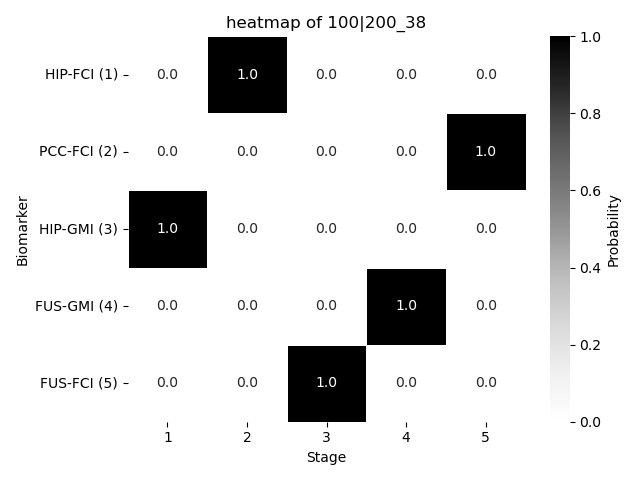 heatmap of 100|200_38
HIP-FCI (1) 0.0 1.0 0.0 0.0 0.0
PCC-FCI (2) 0.0 0.0 0.0 0.0 1.0
HIP-GMI (3) 1.0 0.0 0.0 0.0 0.0
FUS-GMI (4) 0.0 0.0 0.0 1.0 0.0
FUS-FCI (5) 0.0 0.0 1.0 0.0 0.0
1 2 3 4 5
Stage
Biomarker
1.0
0.8
0.6
0.4
0.2
0.0
Probability